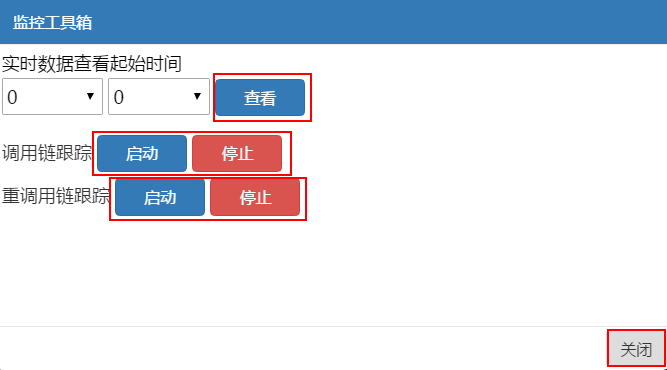 监控工具箱
实时数据查看起始时间
0 0 查看
调用链跟踪 启动 停止
重调用链跟踪 启动 停止
关闭